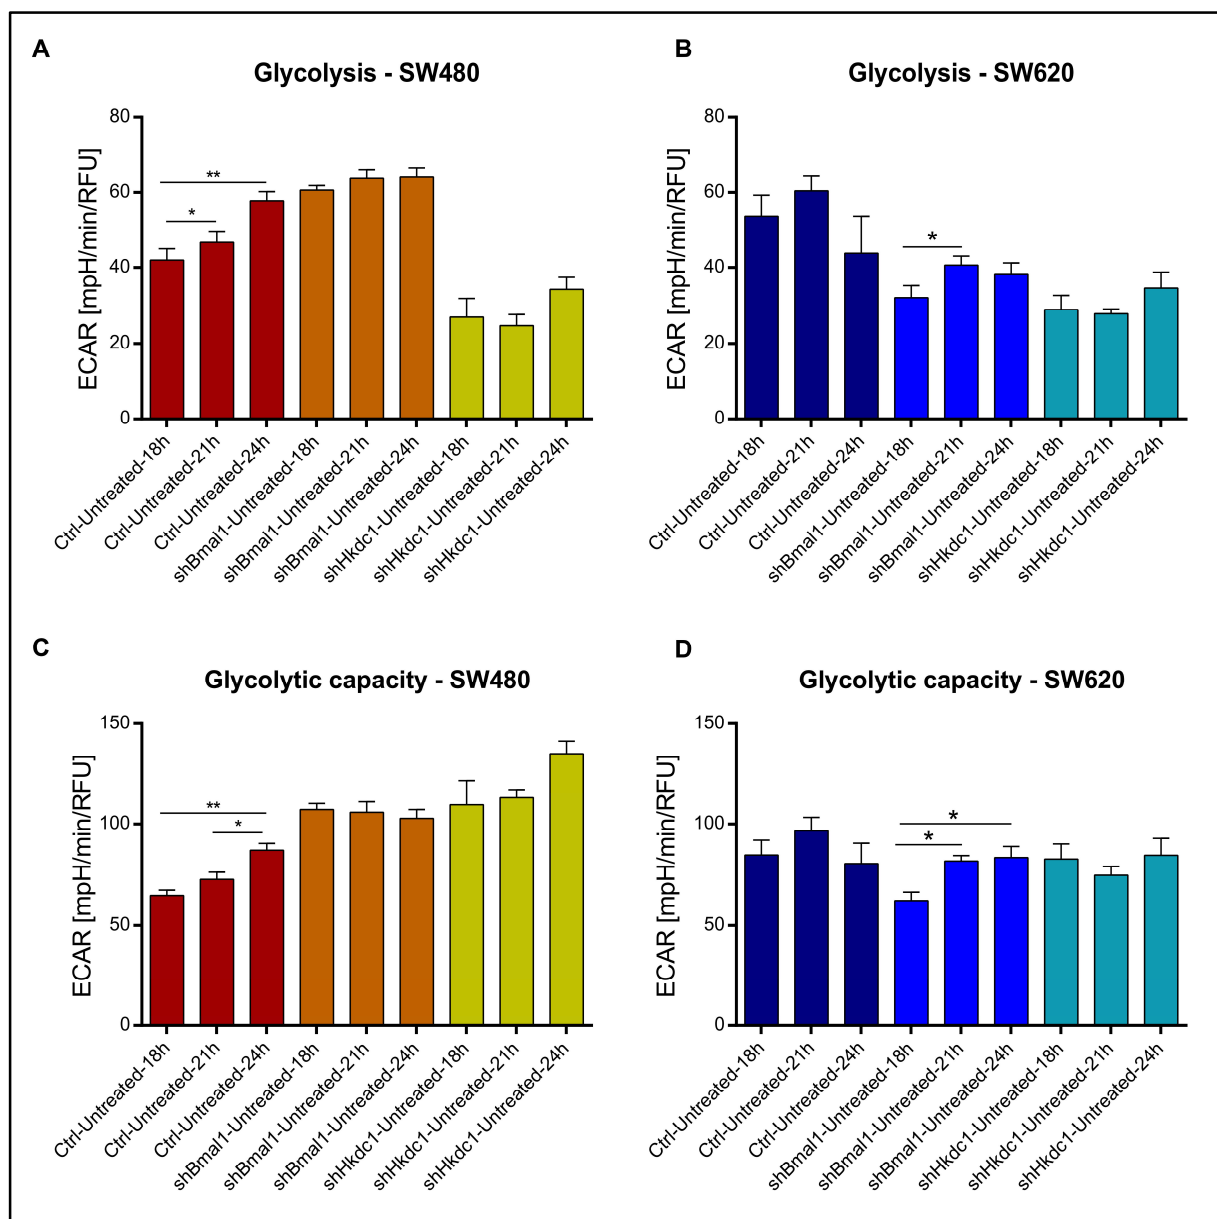 A
Glycolysis - SW480
ECAR [mpH/min/RFU]
80
60
40
20
0
**
*
Ctrl-Untreated-18h
Ctrl-Untreated-21h
Ctrl-Untreated-24h
shBmal1-Untreated-18h
shBmal1-Untreated-21h
shBmal1-Untreated-24h
shHkdc1-Untreated-18h
shHkdc1-Untreated-21h
shHkdc1-Untreated-24h
B
Glycolysis - SW620
ECAR [mpH/min/RFU]
80
60
40
20
0
*
Ctrl-Untreated-18h
Ctrl-Untreated-21h
Ctrl-Untreated-24h
shBmal1-Untreated-18h
shBmal1-Untreated-21h
shBmal1-Untreated-24h
shHkdc1-Untreated-18h
shHkdc1-Untreated-21h
shHkdc1-Untreated-24h
C
Glycolytic capacity - SW480
ECAR [mpH/min/RFU]
150
100
50
0
**
*
Ctrl-Untreated-18h
Ctrl-Untreated-21h
Ctrl-Untreated-24h
shBmal1-Untreated-18h
shBmal1-Untreated-21h
shBmal1-Untreated-24h
shHkdc1-Untreated-18h
shHkdc1-Untreated-21h
shHkdc1-Untreated-24h
D
Glycolytic capacity - SW620
ECAR [mpH/min/RFU]
150
100
50
0
*
*
Ctrl-Untreated-18h
Ctrl-Untreated-21h
Ctrl-Untreated-24h
shBmal1-Untreated-18h
shBmal1-Untreated-21h
shBmal1-Untreated-24h
shHkdc1-Untreated-18h
shHkdc1-Untreated-21h
shHkdc1-Untreated-24h